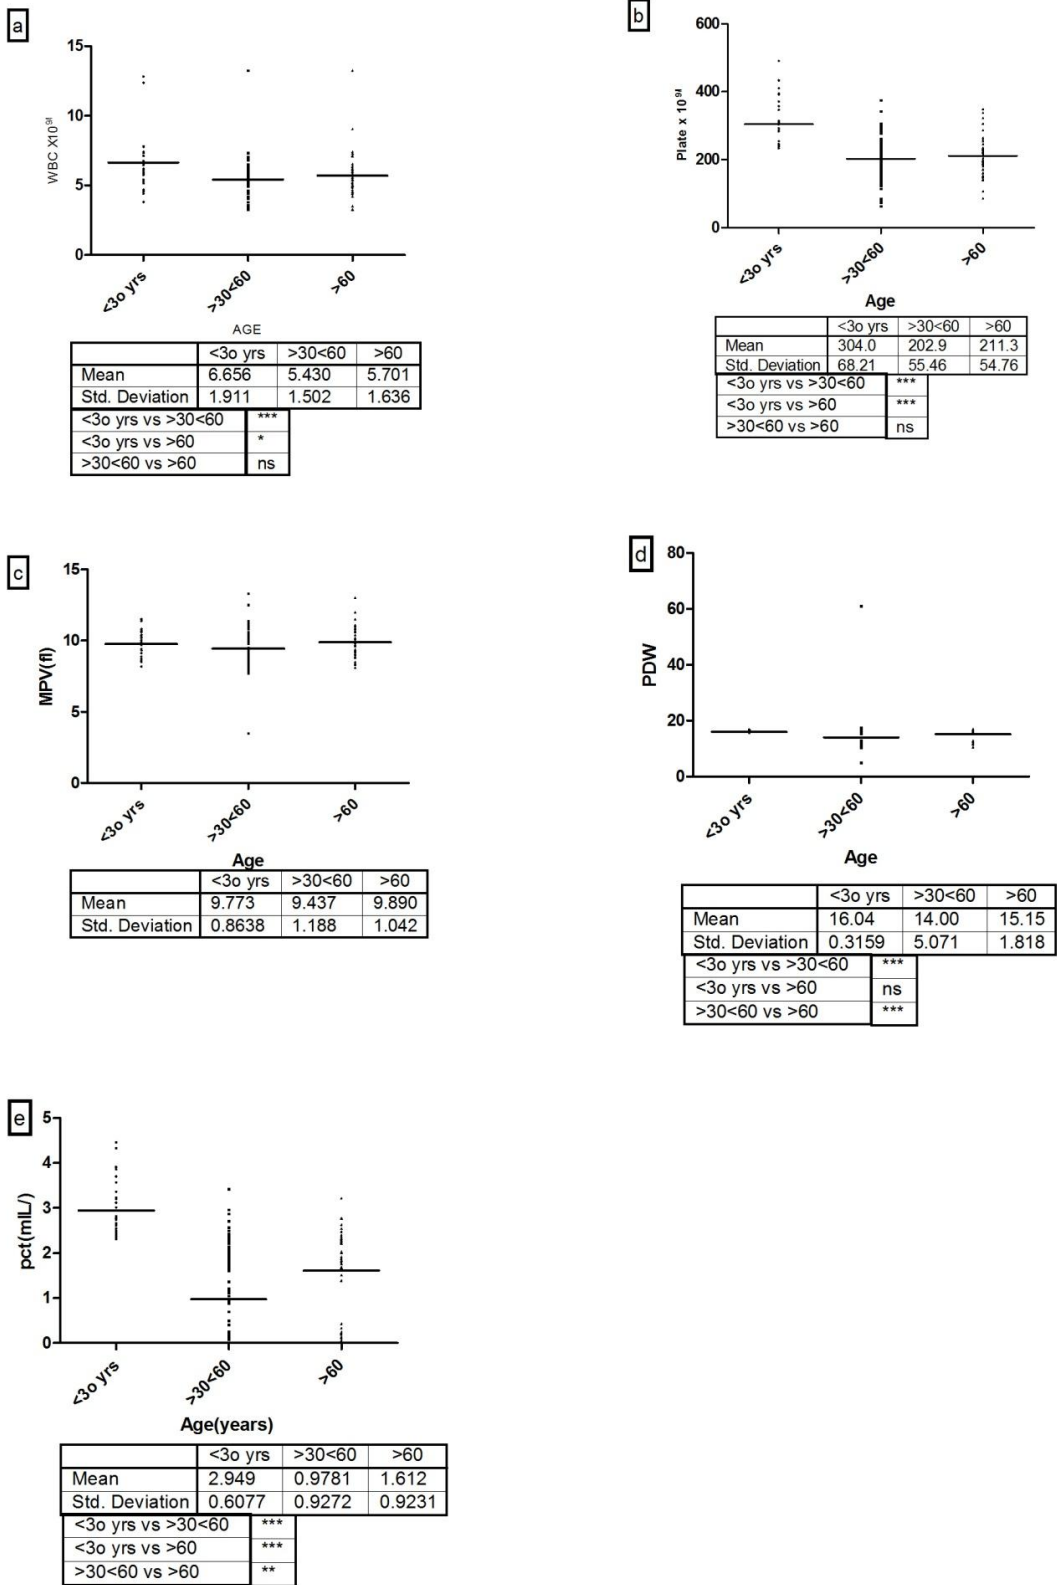 a
15
10
5
0
WBC X10^9/l
<3o yrs >30<60 >60
AGE
<3o yrs >30<60 >60
Mean 6.656 5.430 5.701
Std. Deviation 1.911 1.502 1.636
<3o yrs vs >30<60 ***
<3o yrs vs >60 *
>30<60 vs >60 ns
b
600
400
200
0
Plate x 10^9/l
<3o yrs >30<60 >60
Age
<3o yrs >30<60 >60
Mean 304.0 202.9 211.3
Std. Deviation 68.21 55.46 54.76
<3o yrs vs >30<60 ***
<3o yrs vs >60 ***
>30<60 vs >60 ns
c
15
10
5
0
MPV(fl)
<3o yrs >30<60 >60
Age
<3o yrs >30<60 >60
Mean 9.773 9.437 9.890
Std. Deviation 0.8638 1.188 1.042
d
80
60
40
20
0
PDW
<3o yrs >30<60 >60
Age
<3o yrs >30<60 >60
Mean 16.04 14.00 15.15
Std. Deviation 0.3159 5.071 1.818
<3o yrs vs >30<60 ***
<3o yrs vs >60 ns
>30<60 vs >60 ***
e
5
4
3
2
1
0
pct(mlL/)
<3o yrs >30<60 >60
Age(years)
<3o yrs >30<60 >60
Mean 2.949 0.9781 1.612
Std. Deviation 0.6077 0.9272 0.9231
<3o yrs vs >30<60 ***
<3o yrs vs >60 ***
>30<60 vs >60 **